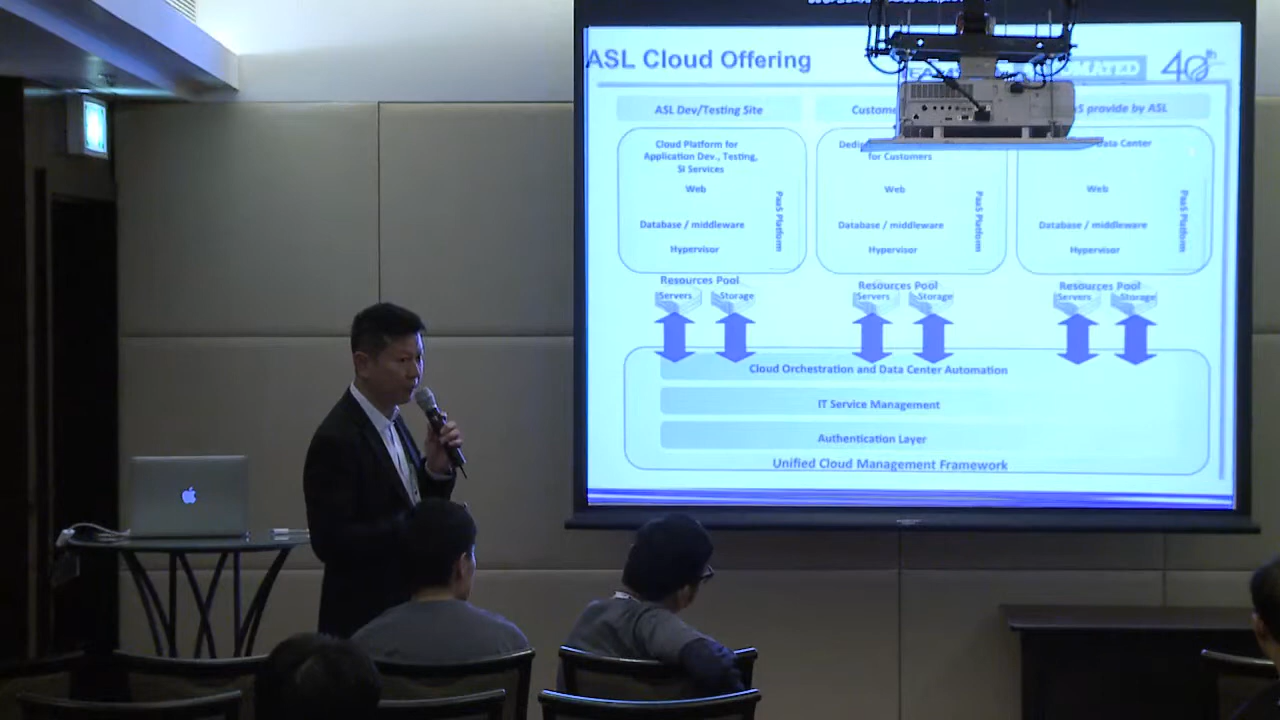 ASL Cloud Offering
40th
ASL Dev/Testing Site
provide by ASL
Cloud Platform for
Application Dev., Testing,
SI Services
Web
Database / middleware
Hypervisor
PaaS Platform
for Customers
Web
Database / middleware
Hypervisor
PaaS Platform
Data Center
Web
Database / middleware
Hypervisor
PaaS Platform
Resources Pool
Servers
Storage
Resources Pool
Servers
Storage
Resources Pool
Servers
Storage
Cloud Orchestration and Data Center Automation
IT Service Management
Authentication Layer
Unified Cloud Management Framework